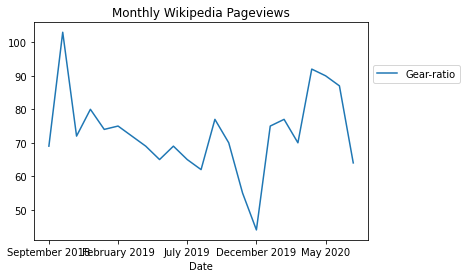 Monthly Wikipedia Pageviews
100
90
80
70
60
50
Gear-ratio
September 2018 February 2019 July 2019 December 2019 May 2020
Date